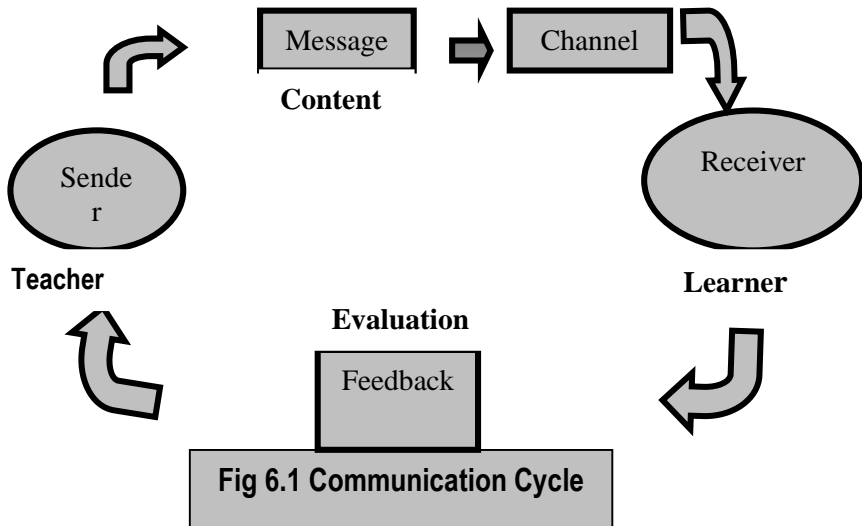 Message
Channel
Content
Sende
r
Receiver
Teacher
Learner
Evaluation
Feedback
Fig 6.1 Communication Cycle